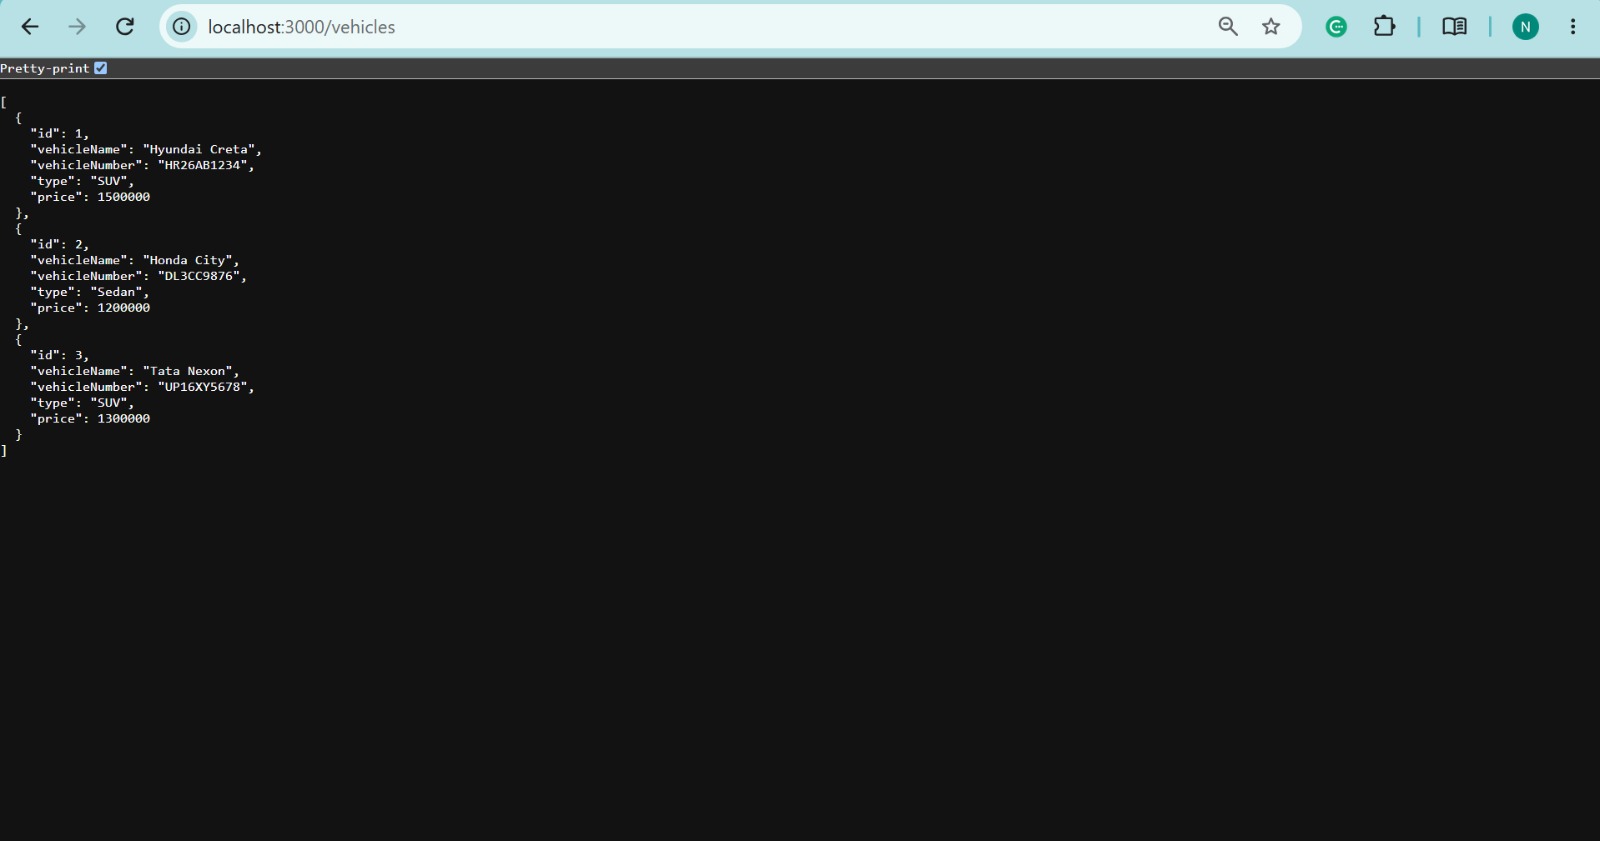 localhost:3000/vehicles
N
Pretty-print
[
  {
    "id": 1,
    "vehicleName": "Hyundai Creta",
    "vehicleNumber": "HR26AB1234",
    "type": "SUV",
    "price": 1500000
  },
  {
    "id": 2,
    "vehicleName": "Honda City",
    "vehicleNumber": "DL3CC9876",
    "type": "Sedan",
    "price": 1200000
  },
  {
    "id": 3,
    "vehicleName": "Tata Nexon",
    "vehicleNumber": "UP16XY5678",
    "type": "SUV",
    "price": 1300000
  }
]